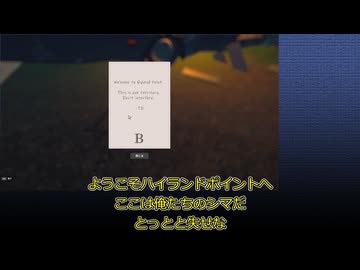 Welcome to Hyland Point.
This is our territory.
Don't interfere.
-TB
B
ようこそハイランドポイントへ
ここは俺たちのシマだ
とっとと失せな